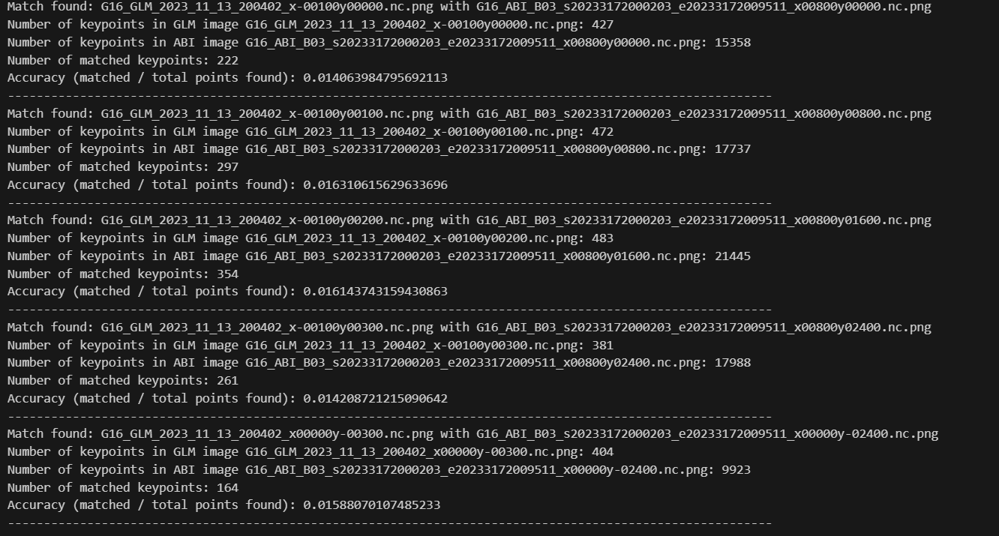 Match found: G16_GLM_2023_11_13_200402_x-00100y00000.nc.png with G16_ABI_B03_s20233172000203_e20233172009511_x00800y00000.nc.png
Number of keypoints in GLM image G16_GLM_2023_11_13_200402_x-00100y00000.nc.png: 427
Number of keypoints in ABI image G16_ABI_B03_s20233172000203_e20233172009511_x00800y00000.nc.png: 15358
Number of matched keypoints: 222
Accuracy (matched / total points found): 0.014063984795692113
----------------------------------------------------------------------------------------------------------
Match found: G16_GLM_2023_11_13_200402_x-00100y00100.nc.png with G16_ABI_B03_s20233172000203_e20233172009511_x00800y00800.nc.png
Number of keypoints in GLM image G16_GLM_2023_11_13_200402_x-00100y00100.nc.png: 472
Number of keypoints in ABI image G16_ABI_B03_s20233172000203_e20233172009511_x00800y00800.nc.png: 17737
Number of matched keypoints: 297
Accuracy (matched / total points found): 0.016310615629633696
----------------------------------------------------------------------------------------------------------
Match found: G16_GLM_2023_11_13_200402_x-00100y00200.nc.png with G16_ABI_B03_s20233172000203_e20233172009511_x00800y01600.nc.png
Number of keypoints in GLM image G16_GLM_2023_11_13_200402_x-00100y00200.nc.png: 483
Number of keypoints in ABI image G16_ABI_B03_s20233172000203_e20233172009511_x00800y01600.nc.png: 21445
Number of matched keypoints: 354
Accuracy (matched / total points found): 0.016143743159430863
----------------------------------------------------------------------------------------------------------
Match found: G16_GLM_2023_11_13_200402_x-00100y00300.nc.png with G16_ABI_B03_s20233172000203_e20233172009511_x00800y02400.nc.png
Number of keypoints in GLM image G16_GLM_2023_11_13_200402_x-00100y00300.nc.png: 381
Number of keypoints in ABI image G16_ABI_B03_s20233172000203_e20233172009511_x00800y02400.nc.png: 17988
Number of matched keypoints: 261
Accuracy (matched / total points found): 0.014208721215090642
----------------------------------------------------------------------------------------------------------
Match found: G16_GLM_2023_11_13_200402_x00000y-00300.nc.png with G16_ABI_B03_s20233172000203_e20233172009511_x00000y-02400.nc.png
Number of keypoints in GLM image G16_GLM_2023_11_13_200402_x00000y-00300.nc.png: 404
Number of keypoints in ABI image G16_ABI_B03_s20233172000203_e20233172009511_x00000y-02400.nc.png: 9923
Number of matched keypoints: 164
Accuracy (matched / total points found): 0.01588070107485233
----------------------------------------------------------------------------------------------------------